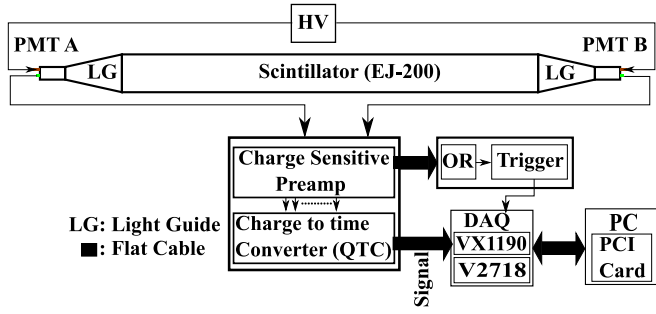 HV
PMT A
PMT B
LG
Scintillator (EJ-200)
LG
Charge Sensitive
Preamp
OR
Trigger
LG: Light Guide
: Flat Cable
Charge to time
Converter (QTC)
Signal
DAQ
VX1190
V2718
PC
PCI
Card